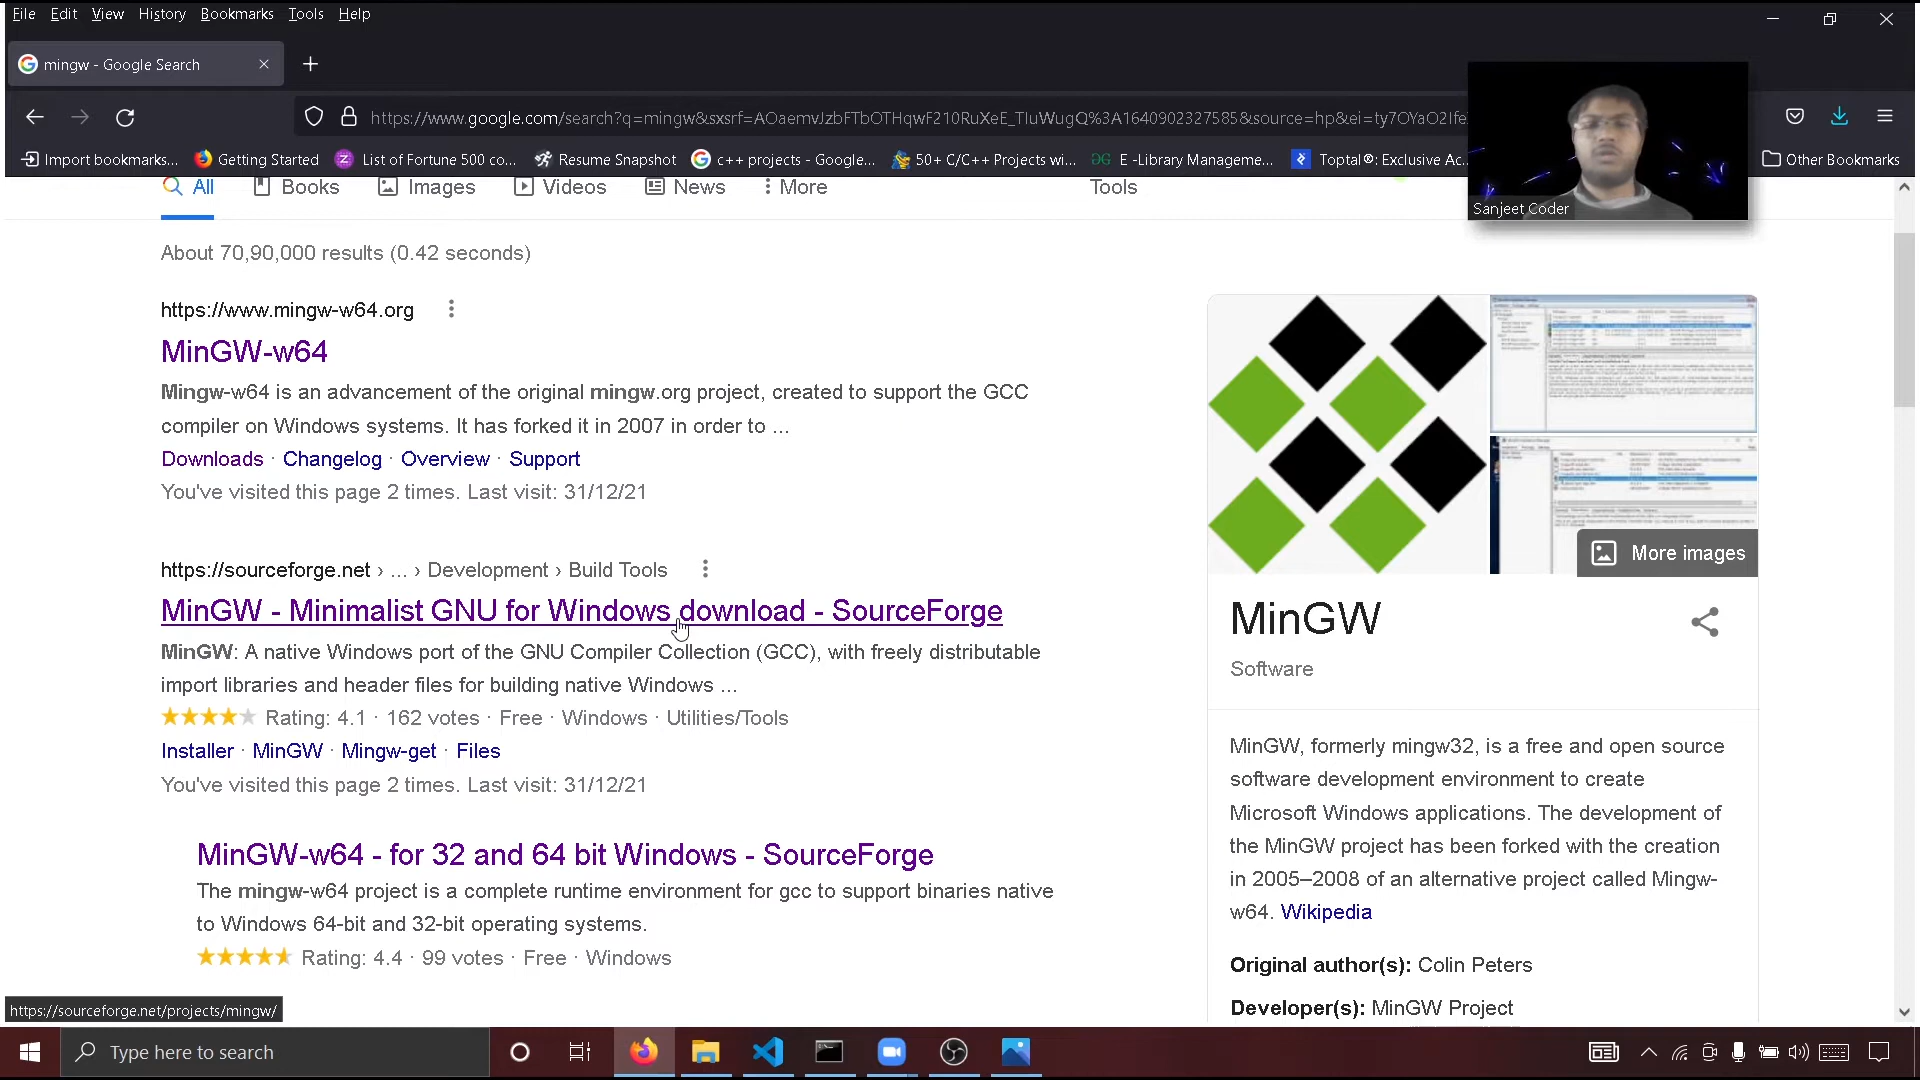 File Edit View History Bookmarks Tools Help
mingw - Google Search
https://www.google.com/search?q=mingw&sxsrf=AOaemvJzbFTbOTHqwF210RuXeE_TIuWugQ%3A1640902327585&source=hp&ei=ty7OYaO2Ife
Import bookmarks... Getting Started List of Fortune 500 co... Resume Snapshot c++ projects - Google... 50+ C/C++ Projects wi... E -Library Manageme... Toptal®: Exclusive Ac... Other Bookmarks
Sanjeet Coder
All Books Images Videos News More Tools
About 70,90,000 results (0.42 seconds)
https://www.mingw-w64.org
MinGW-w64
Mingw-w64 is an advancement of the original mingw.org project, created to support the GCC
compiler on Windows systems. It has forked it in 2007 in order to ...
Downloads · Changelog · Overview · Support
You've visited this page 2 times. Last visit: 31/12/21
https://sourceforge.net › ... › Development › Build Tools
MinGW - Minimalist GNU for Windows download - SourceForge
MinGW: A native Windows port of the GNU Compiler Collection (GCC), with freely distributable
import libraries and header files for building native Windows ...
Rating: 4.1 · 162 votes · Free · Windows · Utilities/Tools
Installer · MinGW · Mingw-get · Files
You've visited this page 2 times. Last visit: 31/12/21
MinGW-w64 - for 32 and 64 bit Windows - SourceForge
The mingw-w64 project is a complete runtime environment for gcc to support binaries native
to Windows 64-bit and 32-bit operating systems.
Rating: 4.4 · 99 votes · Free · Windows
More images
MinGW
Software
MinGW, formerly mingw32, is a free and open source
software development environment to create
Microsoft Windows applications. The development of
the MinGW project has been forked with the creation
in 2005–2008 of an alternative project called Mingw-
w64. Wikipedia
Original author(s): Colin Peters
Developer(s): MinGW Project
https://sourceforge.net/projects/mingw/
Type here to search